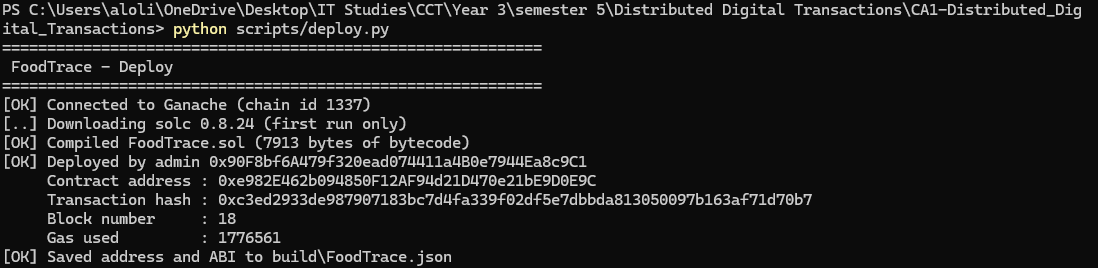 PS C:\Users\aloli\OneDrive\Desktop\IT Studies\CCT\Year 3\semester 5\Distributed Digital Transactions\CA1-Distributed_Dig
ital_Transactions> python scripts/deploy.py
============================================================
 FoodTrace - Deploy
============================================================
[OK] Connected to Ganache (chain id 1337)
[..] Downloading solc 0.8.24 (first run only)
[OK] Compiled FoodTrace.sol (7913 bytes of bytecode)
[OK] Deployed by admin 0x90F8bf6A479f320ead074411a4B0e7944Ea8c9C1
     Contract address : 0xe982E462b094850F12AF94d21D470e21bE9D0E9C
     Transaction hash : 0xc3ed2933de987907183bc7d4fa339f02df5e7dbbda813050097b163af71d70b7
     Block number     : 18
     Gas used         : 1776561
[OK] Saved address and ABI to build\FoodTrace.json